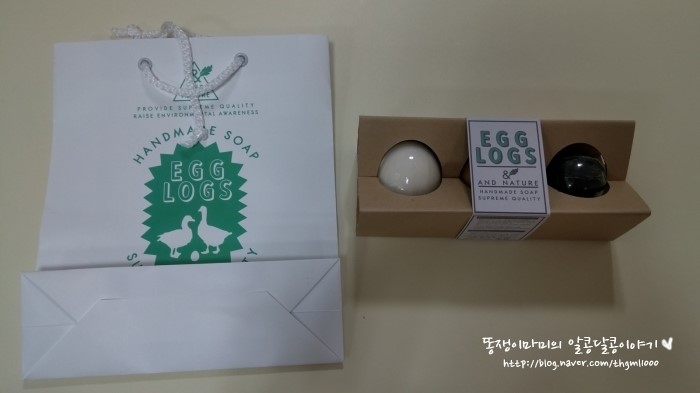 PROVIDE SUPREME QUALITY
RAISE ENVIRONMENTAL AWARENESS
HANDMADE SOAP
EGG
LOGS
EGG
LOGS
&
AND NATURE
HANDMADE SOAP
SUPREME QUALITY
똥쟁이마미의 알콩달콩이야기♥
http://blog.naver.com/thgml1000